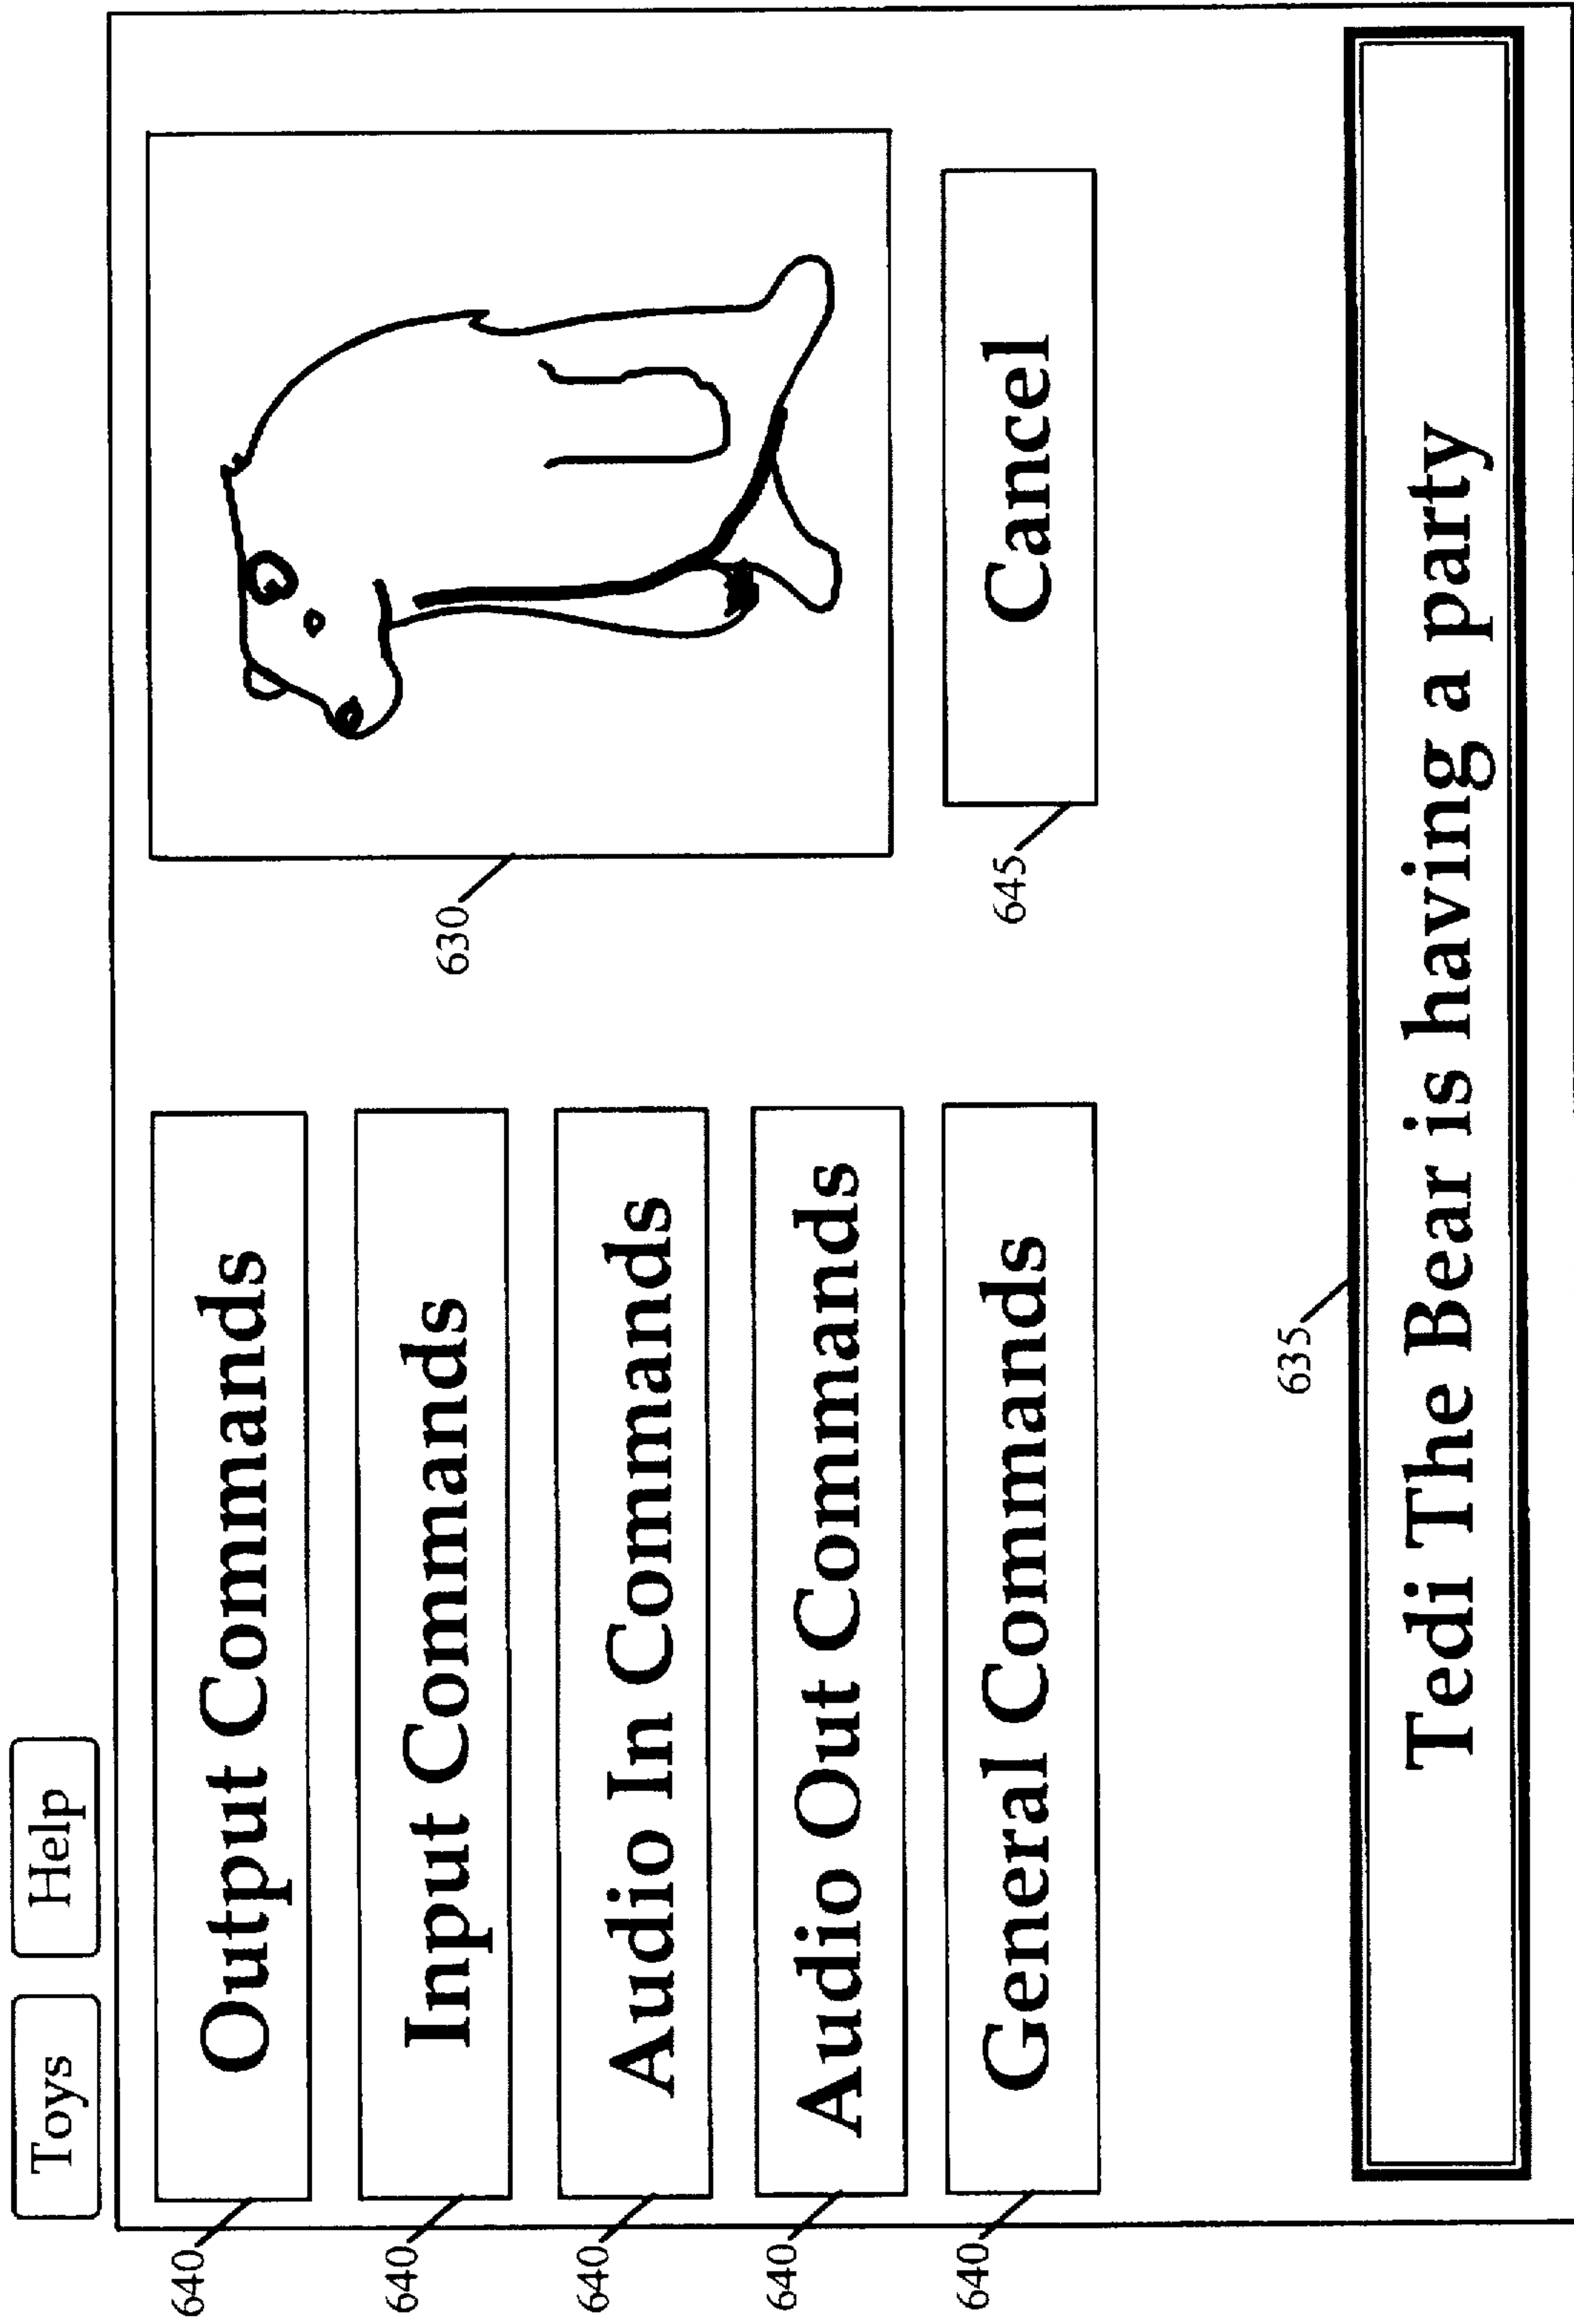 Toys Help
640 Output Commands
640 Input Commands
630
640 Audio In Commands
640 Audio Out Commands
640 General Commands
645 Cancel
635
Tedi The Bear is having a party